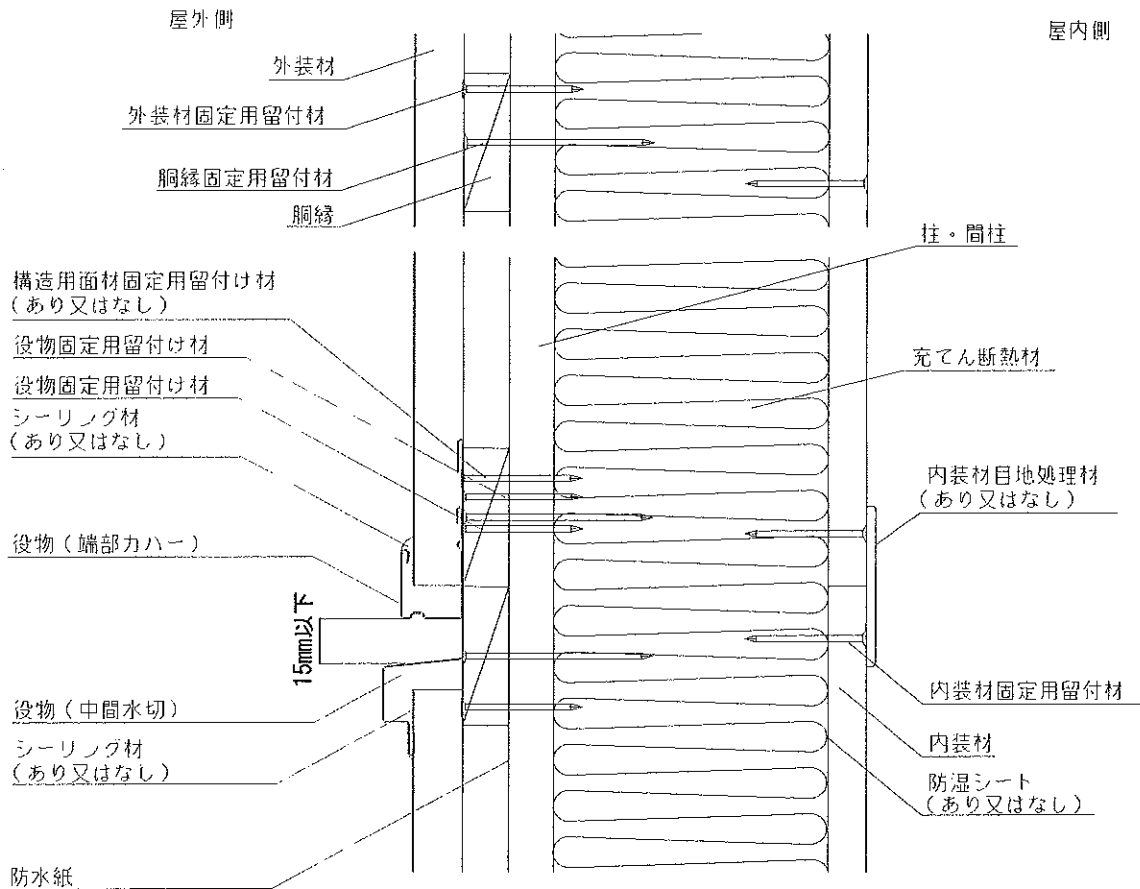 屋外側
屋内側
外装材
外装材固定用留付材
胴縁固定用留付材
胴縁
柱・間柱
構造用面材固定用留付け材
(あり又はなし)
役物固定用留付け材
役物固定用留付け材
シーリング材
(あり又はなし)
充てん断熱材
内装材目地処理材
(あり又はなし)
役物(端部カハー)
15mm以下
役物(中間水切)
シーリング材
(あり又はなし)
内装材固定用留付材
内装材
防湿シート
(あり又はなし)
防水紙